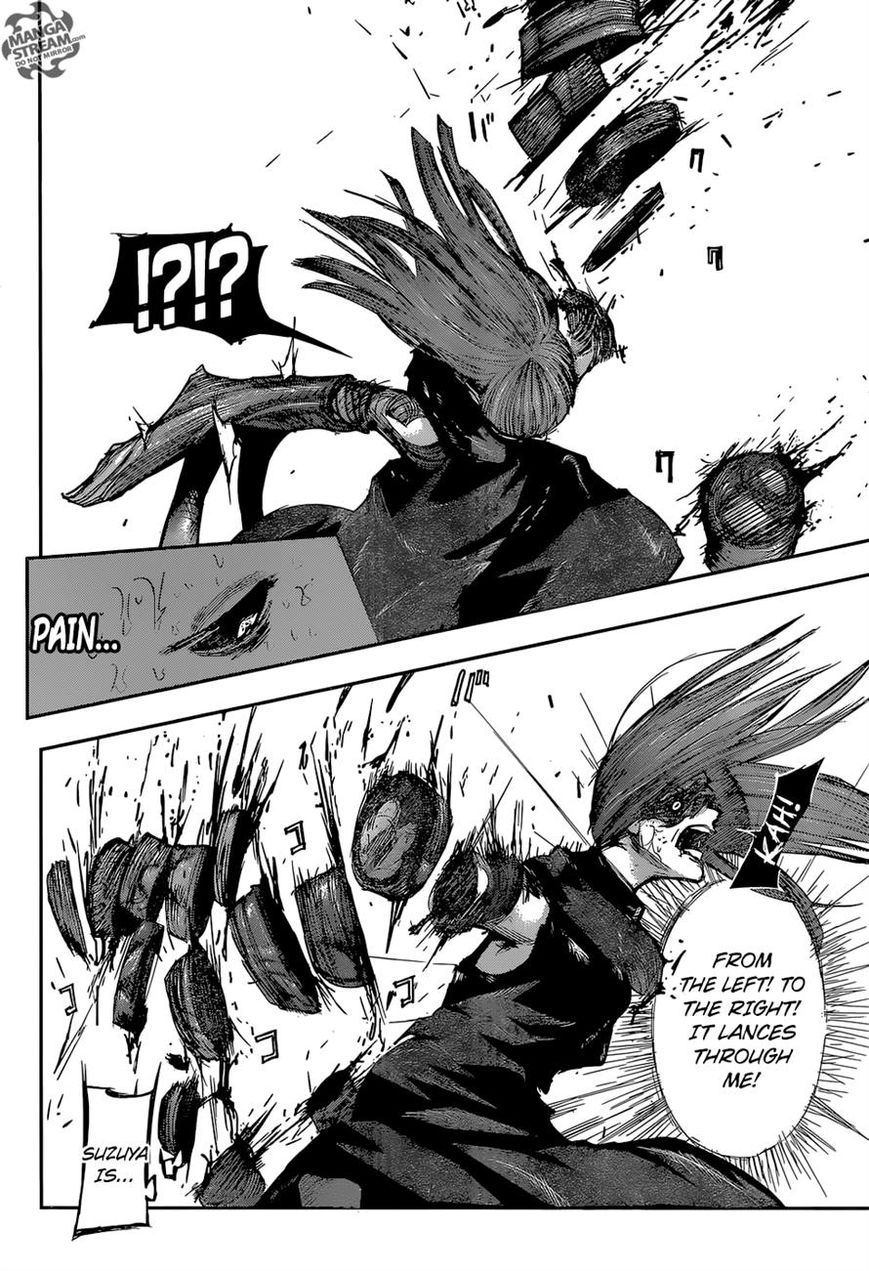 MANGA
STREAM.com
DO NOT MIRROR
!?!?
PAIN...
KAH!
FROM
THE LEFT! TO
THE RIGHT!
IT LANCES
THROUGH
ME!
SUZUYA
IS...